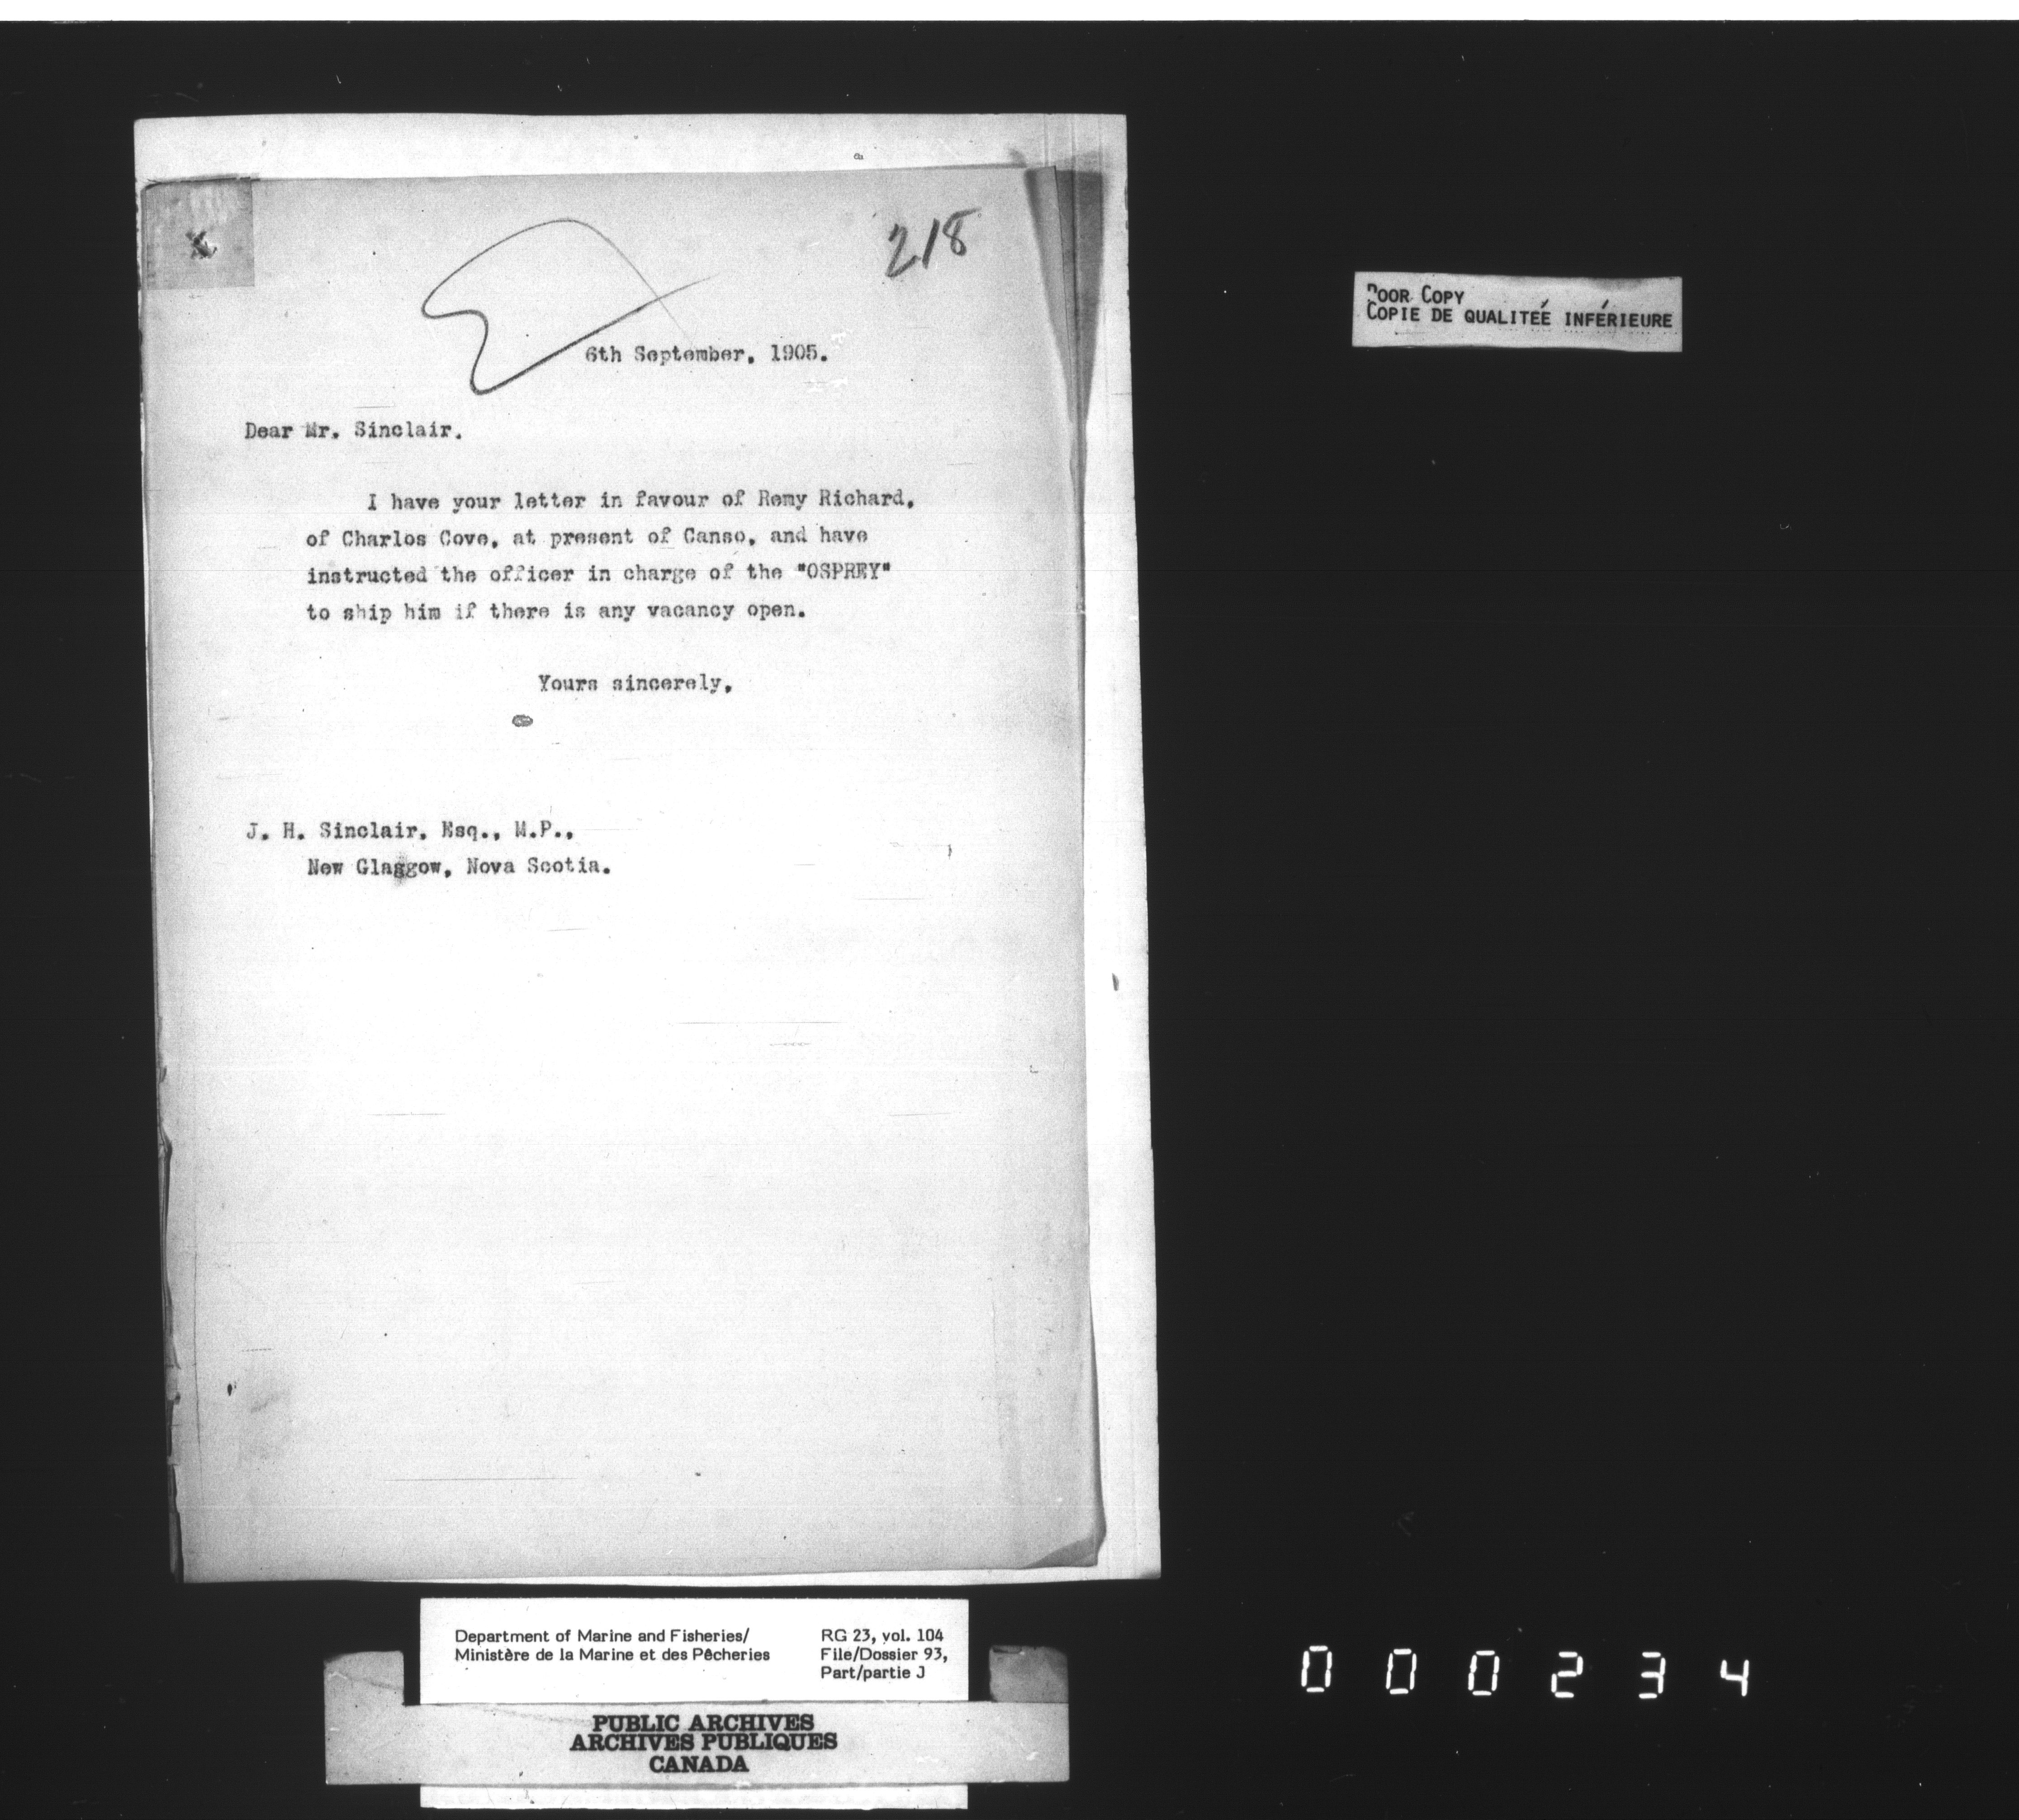 218
6th September, 1905.
Dear Mr. Sinclair.
I have your letter in favour of Remy Richard,
of Charlos Cove, at present of Canso, and have
instructed the officer in charge of the "OSPREY"
to ship him if there is any vacancy open.
Yours sincerely,
J. H. Sinclair, Esq., M.P.,
New Glasgow, Nova Scotia.
POOR COPY
COPIE DE QUALITÉE INFÉRIEURE
Department of Marine and Fisheries/
Ministère de la Marine et des Pêcheries
RG 23, vol. 104
File/Dossier 93,
Part/partie J
PUBLIC ARCHIVES
ARCHIVES PUBLIQUES
CANADA
000234